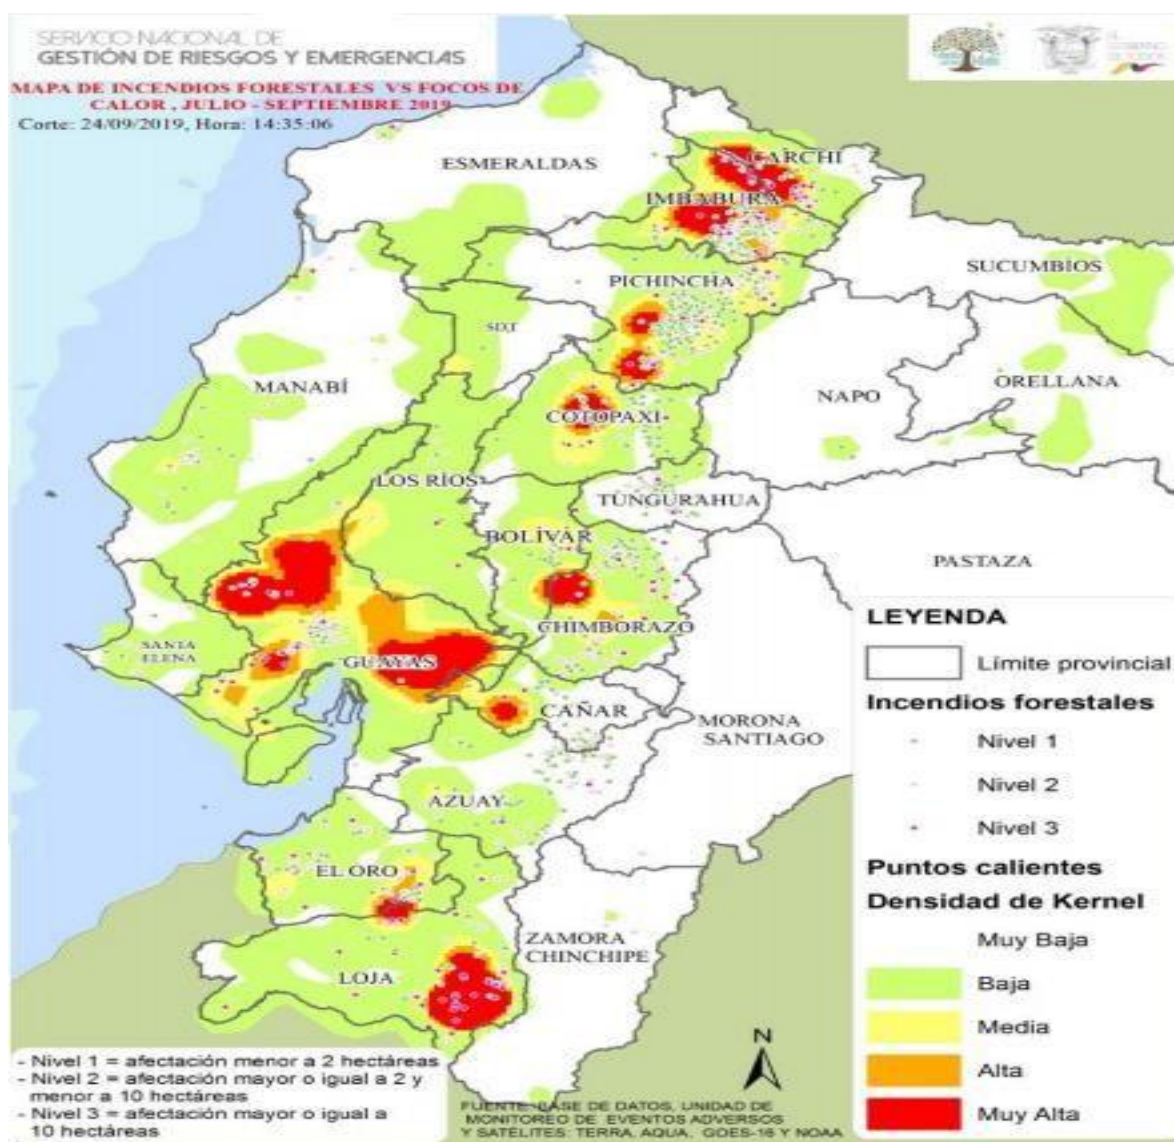 SERVICIO NACIONAL DE
GESTIÓN DE RIESGOS Y EMERGENCIAS
MAPA DE INCENDIOS FORESTALES VS FOCOS DE
CALOR , JULIO - SEPTIEMBRE 2019
Corte: 24/09/2019, Hora: 14:35:06
ESMERALDAS
CARCHI
IMBABURA
SUCUMBÍOS
PICHINCHA
SDT
MANABÍ
COTOPAXI
NAPO
ORELLANA
LOS RÍOS
TUNGURAHUA
BOLÍVAR
PASTAZA
CHIMBORAZO
SANTA
ELENA
GUAYAS
CAÑAR
MORONA
SANTIAGO
AZUAY
EL ORO
ZAMORA
CHINCHIPE
LOJA
LEYENDA
Límite provincial
Incendios forestales
Nivel 1
Nivel 2
Nivel 3
Puntos calientes
Densidad de Kernel
Muy Baja
Baja
Media
Alta
Muy Alta
N
- Nivel 1 = afectación menor a 2 hectáreas
- Nivel 2 = afectación mayor o igual a 2 y
menor a 10 hectáreas
- Nivel 3 = afectación mayor o igual a
10 hectáreas
FUENTE: BASE DE DATOS, UNIDAD DE
MONITOREO DE EVENTOS ADVERSOS
Y SATELITES: TERRA, AQUA, GOES-16 Y NOAA